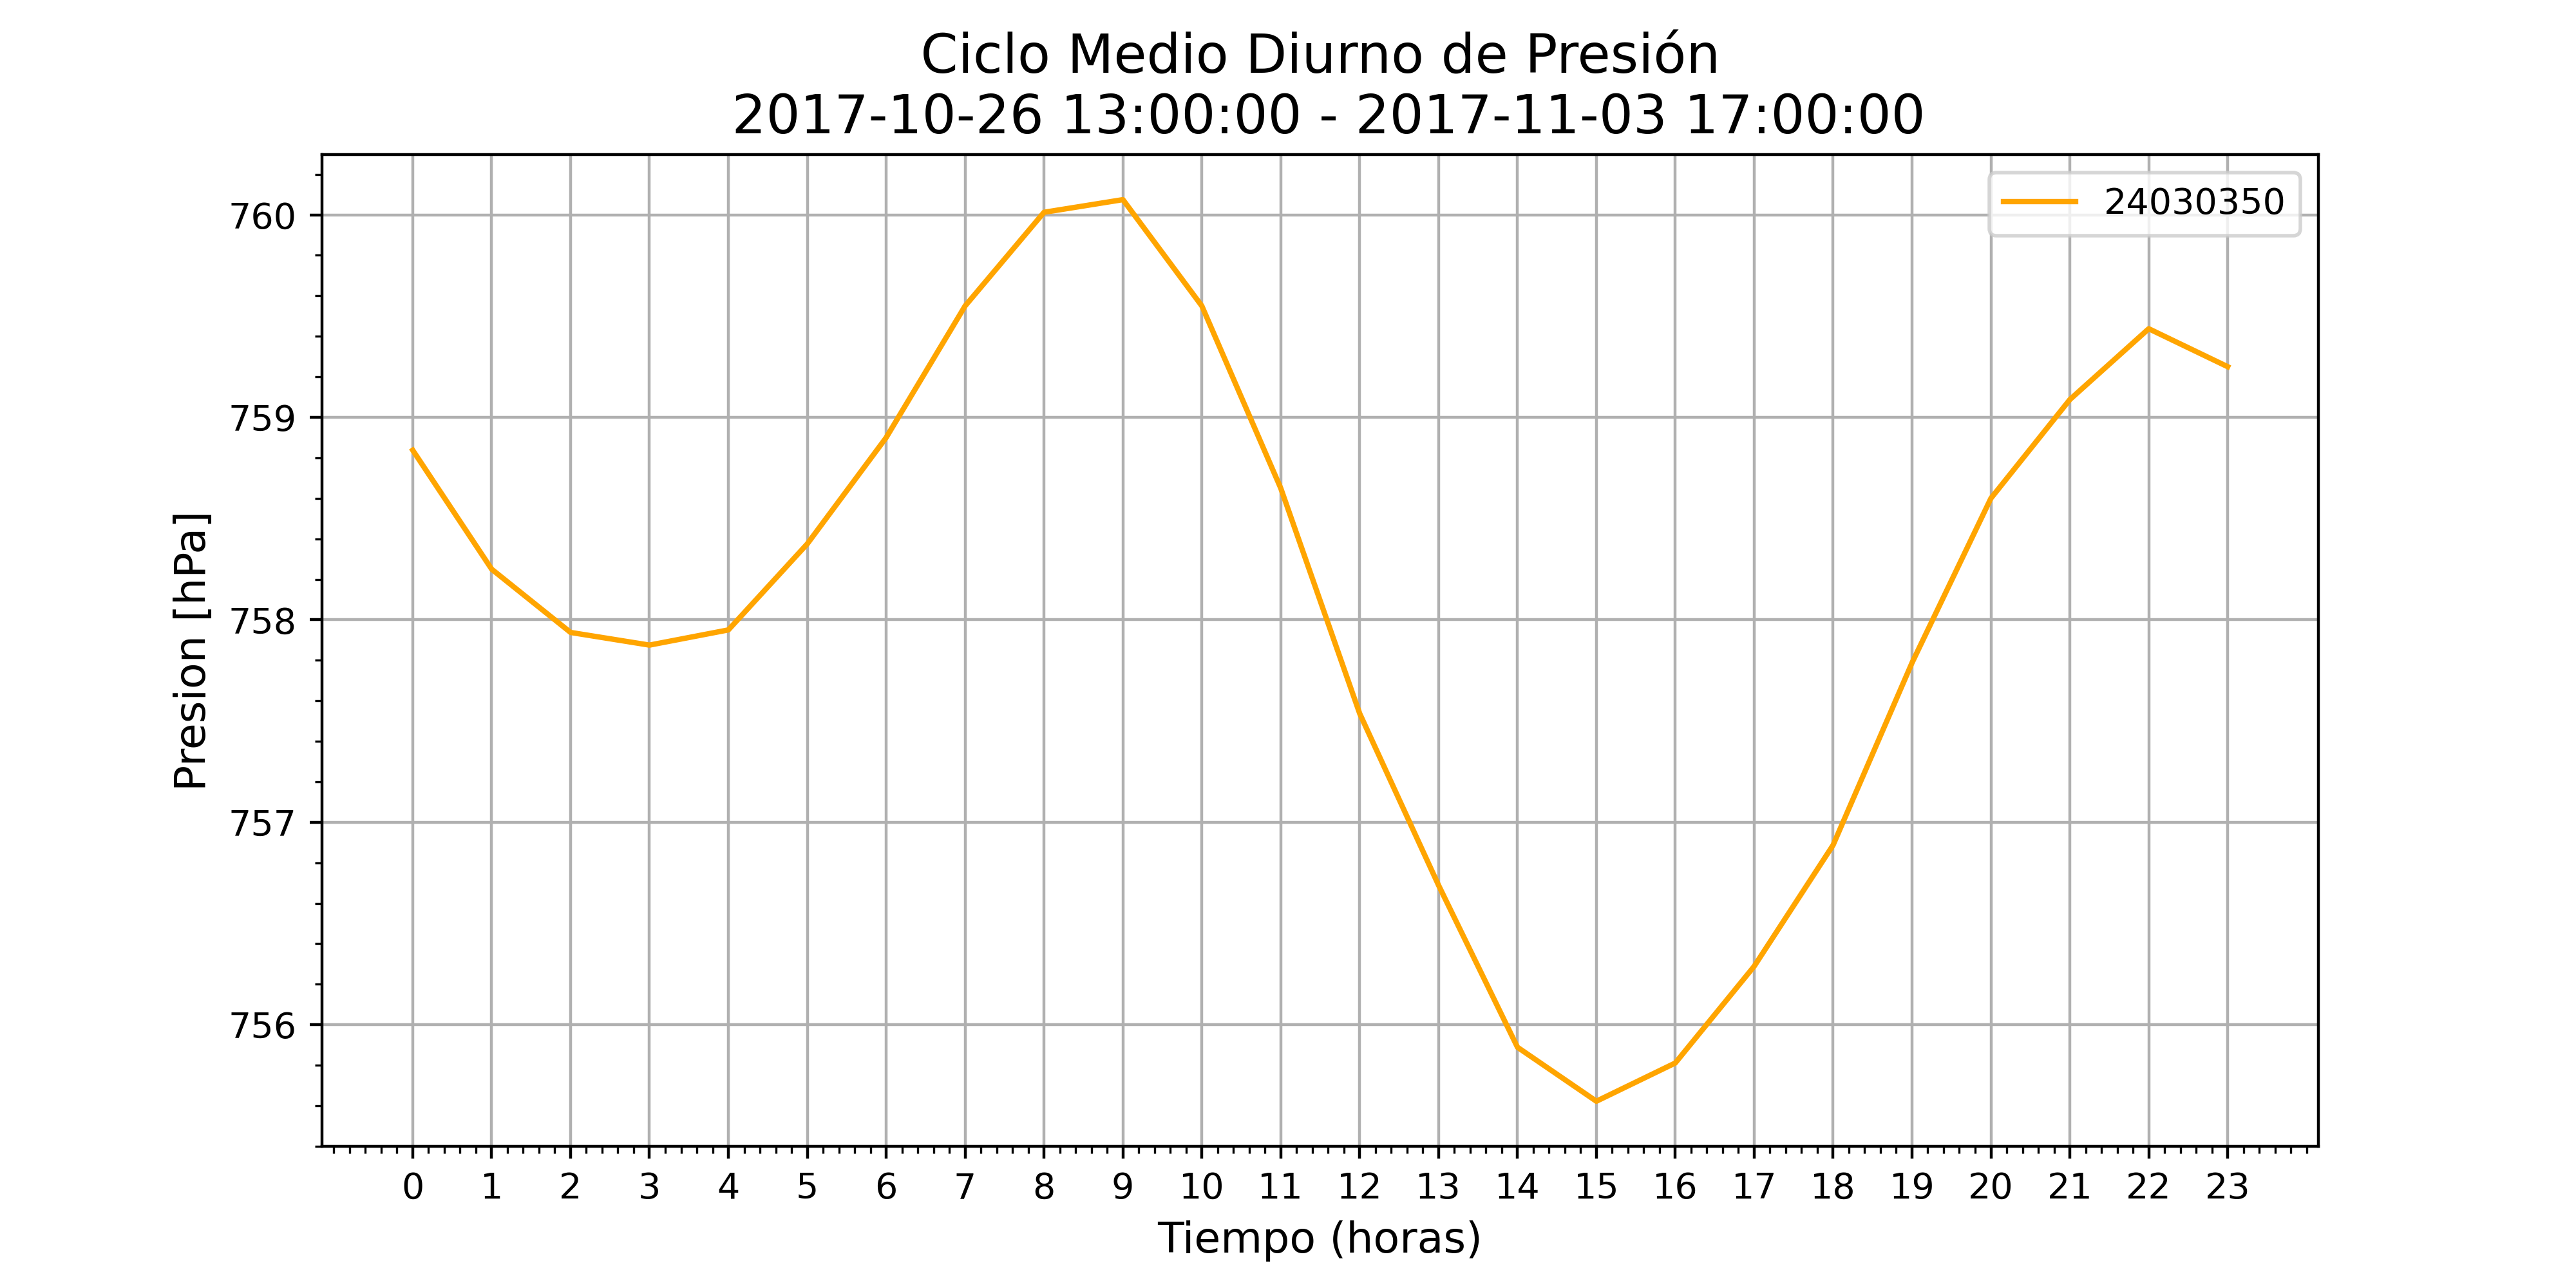 Ciclo Medio Diurno de Presión
2017-10-26 13:00:00 - 2017-11-03 17:00:00
24030350
Presion [hPa]
760
759
758
757
756
0 1 2 3 4 5 6 7 8 9 10 11 12 13 14 15 16 17 18 19 20 21 22 23
Tiempo (horas)